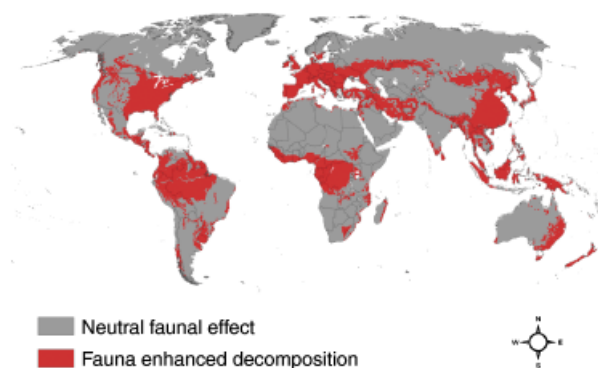 Neutral faunal effect
Fauna enhanced decomposition
N
W E
S